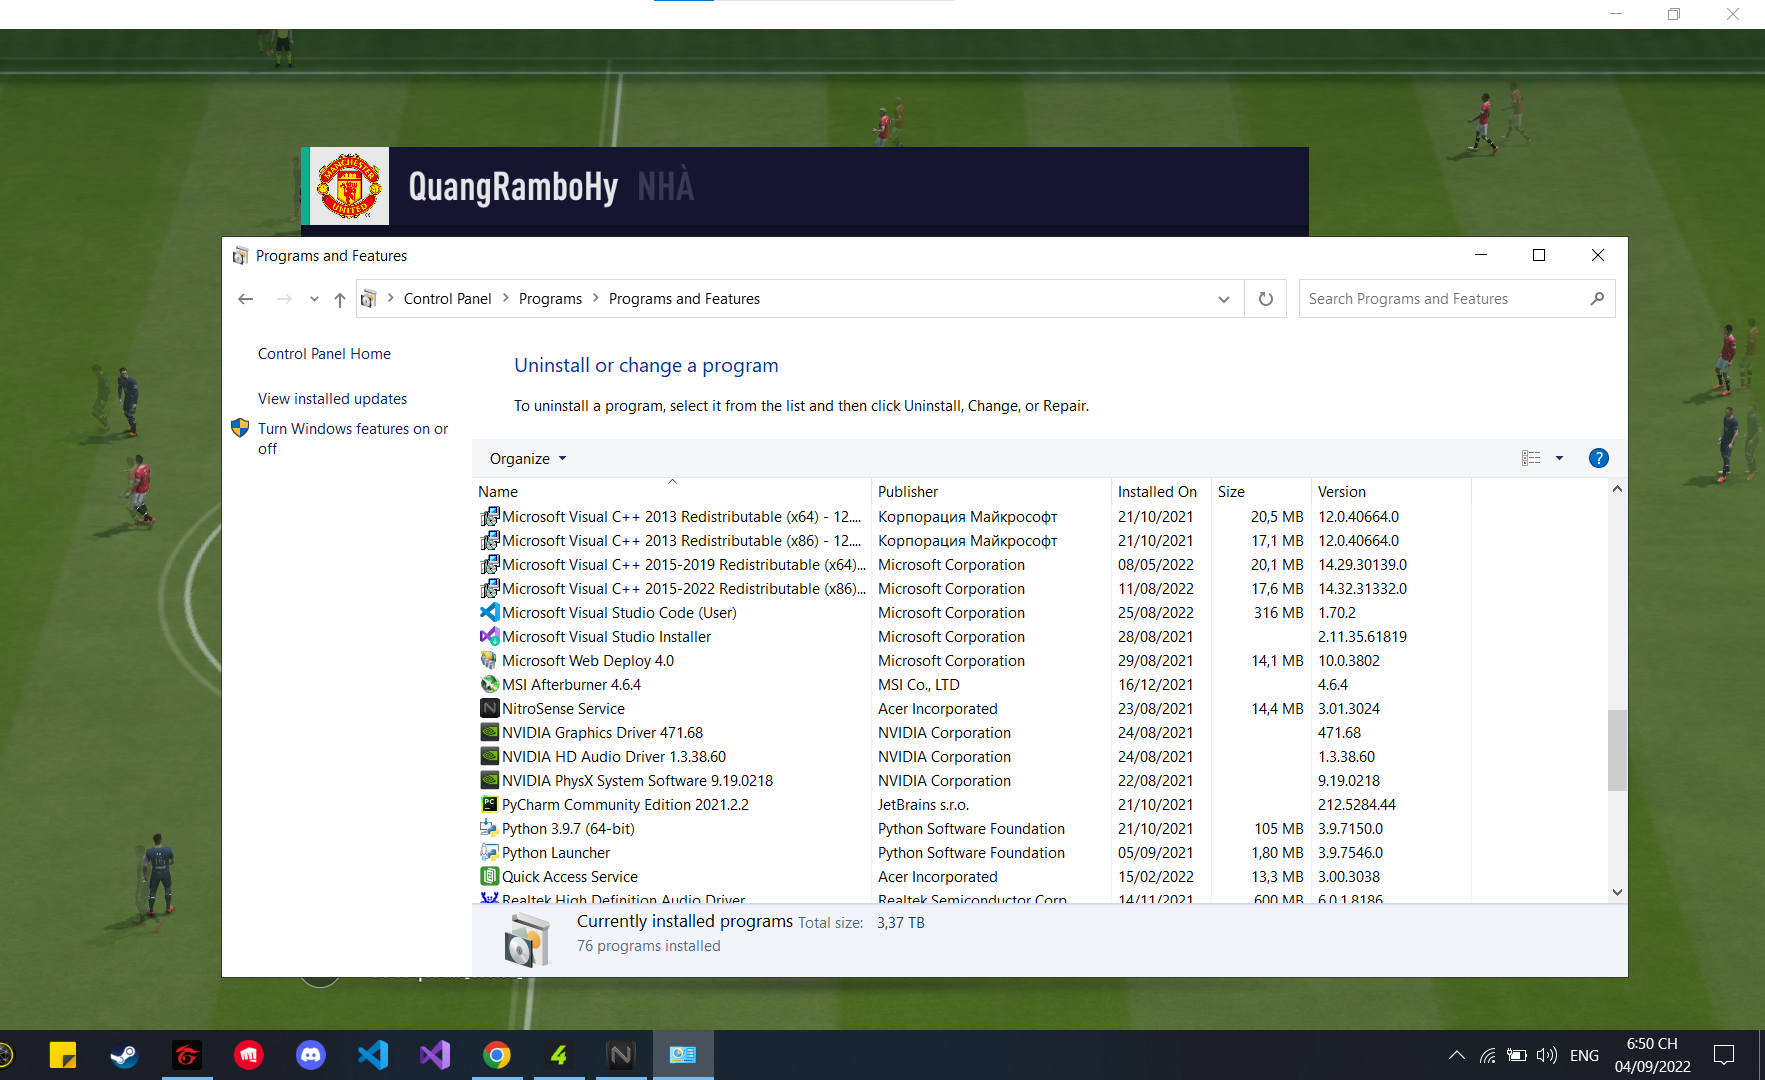 MANCHESTER
UNITED
QuangRamboHy NHÀ
Programs and Features
Control Panel Programs Programs and Features
Search Programs and Features
Control Panel Home
View installed updates
Turn Windows features on or
off
Uninstall or change a program
To uninstall a program, select it from the list and then click Uninstall, Change, or Repair.
Organize
Name Publisher Installed On Size Version
Microsoft Visual C++ 2013 Redistributable (x64) - 12.... Корпорация Майкрософт 21/10/2021 20,5 MB 12.0.40664.0
Microsoft Visual C++ 2013 Redistributable (x86) - 12.... Корпорация Майкрософт 21/10/2021 17,1 MB 12.0.40664.0
Microsoft Visual C++ 2015-2019 Redistributable (x64)... Microsoft Corporation 08/05/2022 20,1 MB 14.29.30139.0
Microsoft Visual C++ 2015-2022 Redistributable (x86)... Microsoft Corporation 11/08/2022 17,6 MB 14.32.31332.0
Microsoft Visual Studio Code (User) Microsoft Corporation 25/08/2022 316 MB 1.70.2
Microsoft Visual Studio Installer Microsoft Corporation 28/08/2021 2.11.35.61819
Microsoft Web Deploy 4.0 Microsoft Corporation 29/08/2021 14,1 MB 10.0.3802
MSI Afterburner 4.6.4 MSI Co., LTD 16/12/2021 4.6.4
NitroSense Service Acer Incorporated 23/08/2021 14,4 MB 3.01.3024
NVIDIA Graphics Driver 471.68 NVIDIA Corporation 24/08/2021 471.68
NVIDIA HD Audio Driver 1.3.38.60 NVIDIA Corporation 24/08/2021 1.3.38.60
NVIDIA PhysX System Software 9.19.0218 NVIDIA Corporation 22/08/2021 9.19.0218
PyCharm Community Edition 2021.2.2 JetBrains s.r.o. 21/10/2021 212.5284.44
Python 3.9.7 (64-bit) Python Software Foundation 21/10/2021 105 MB 3.9.7150.0
Python Launcher Python Software Foundation 05/09/2021 1,80 MB 3.9.7546.0
Quick Access Service Acer Incorporated 15/02/2022 13,3 MB 3.00.3038
Realtek High Definition Audio Driver Realtek Semiconductor Corp. 14/11/2021 600 MB 6.0.1.8186
Currently installed programs Total size: 3,37 TB
76 programs installed
ENG
6:50 CH
04/09/2022